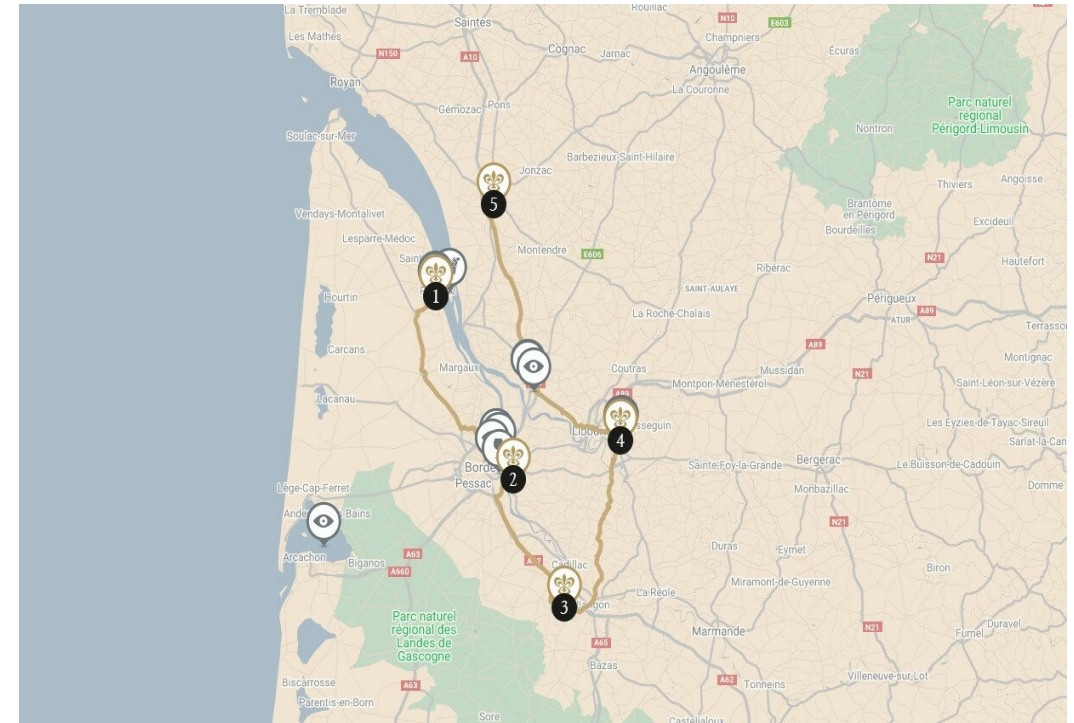 La Tremblade
Rouillac
N10
E603
Saintes
Les Mathes
Champniers
Cognac
Jarnac
Écuras
N150
A10
Angoulême
Royan
La Couronne
Gémozac
Pons
Parc naturel
régional
Périgord-Limousin
Nontron
Soulac-sur-Mer
Barbezieux-Saint-Hilaire
Jonzac
Thiviers
Angoisse
5
Brantôme
en Périgord
Bourdeilles
Excideuil
Vendays-Montalivet
Lesparre-Médoc
Montendre
E606
N21
Hautefort
Ribérac
1
Hourtin
SAINT-AULAYE
Périgueux
La Roche-Chalais
A89
ATUR
Terrasson
Carcans
A89
Margaux
Coutras
Mussidan
N21
Montignac
Montpon-Ménestérol
Saint-Léon-sur-Vézère
A89
Lacanau
Les Eyzies-de-Tayac-Sireuil
4
Sarlat-la-Can
Bergerac
Sainte-Foy-la-Grande
Le Buisson-de-Cadouin
Pessac
2
Lège-Cap-Ferret
Monbazillac
Domme
N21
Arcachon
Biganos
A63
A660
Duras
Eymet
Cadillac
Biron
Miramont-de-Guyenne
La Réole
3
Parc naturel
régional des
Landes de
Gascogne
A65
Marmande
N21
Fumel
Duravel
Bazas
Biscarrosse
A63
A62
Tonneins
Villeneuve-sur-Lot
Parentis-en-Born
Sore
Casteljaloux